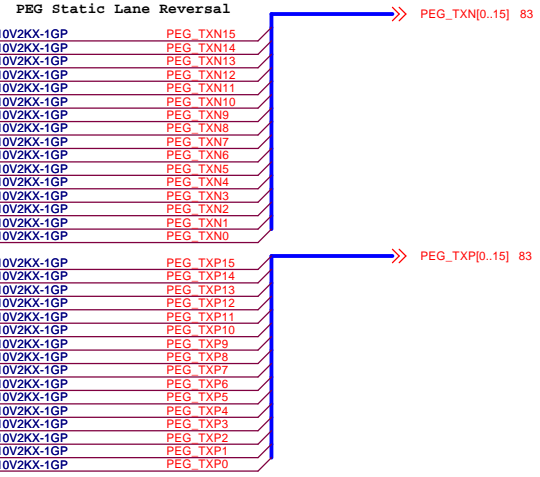 PEG Static Lane Reversal
PEG_TXN[0..15] 83
10V2KX-1GP PEG_TXN15
10V2KX-1GP PEG_TXN14
10V2KX-1GP PEG_TXN13
10V2KX-1GP PEG_TXN12
10V2KX-1GP PEG_TXN11
10V2KX-1GP PEG_TXN10
10V2KX-1GP PEG_TXN9
10V2KX-1GP PEG_TXN8
10V2KX-1GP PEG_TXN7
10V2KX-1GP PEG_TXN6
10V2KX-1GP PEG_TXN5
10V2KX-1GP PEG_TXN4
10V2KX-1GP PEG_TXN3
10V2KX-1GP PEG_TXN2
10V2KX-1GP PEG_TXN1
10V2KX-1GP PEG_TXN0
PEG_TXP[0..15] 83
10V2KX-1GP PEG_TXP15
10V2KX-1GP PEG_TXP14
10V2KX-1GP PEG_TXP13
10V2KX-1GP PEG_TXP12
10V2KX-1GP PEG_TXP11
10V2KX-1GP PEG_TXP10
10V2KX-1GP PEG_TXP9
10V2KX-1GP PEG_TXP8
10V2KX-1GP PEG_TXP7
10V2KX-1GP PEG_TXP6
10V2KX-1GP PEG_TXP5
10V2KX-1GP PEG_TXP4
10V2KX-1GP PEG_TXP3
10V2KX-1GP PEG_TXP2
10V2KX-1GP PEG_TXP1
10V2KX-1GP PEG_TXP0